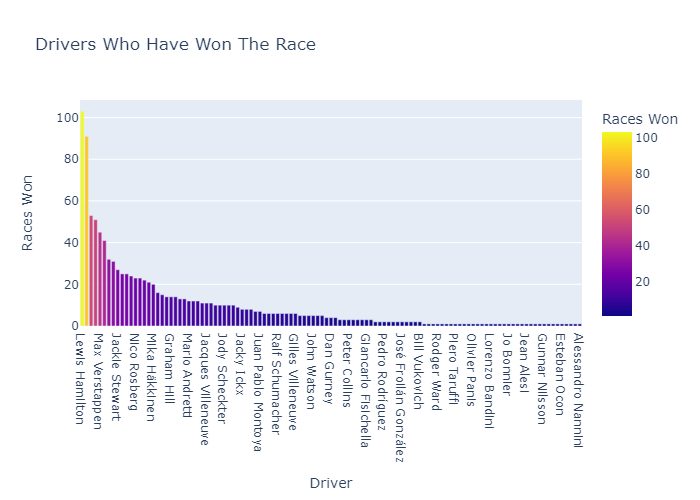 Drivers Who Have Won The Race
Races Won
100
80
60
40
20
0
Races Won
100
80
60
40
20
Lewis Hamilton
Max Verstappen
Jackie Stewart
Nico Rosberg
Mika Häkkinen
Graham Hill
Mario Andretti
Jacques Villeneuve
Jody Scheckter
Jacky Ickx
Juan Pablo Montoya
Ralf Schumacher
Gilles Villeneuve
John Watson
Dan Gurney
Peter Collins
Giancarlo Fisichella
Pedro Rodríguez
José Froilán González
Bill Vukovich
Rodger Ward
Piero Taruffi
Olivier Panis
Lorenzo Bandini
Jo Bonnier
Jean Alesi
Gunnar Nilsson
Esteban Ocon
Alessandro Nannini
Driver